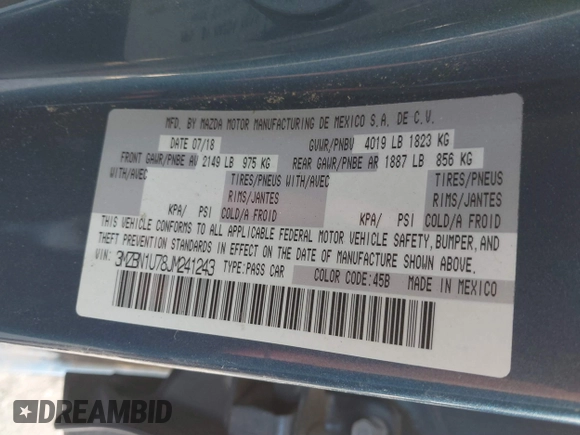 MFD. BY MAZDA MOTOR MANUFACTURING DE MEXICO S.A. DE C.V.
DATE 07/18 GVWR/PNBV 4019 LB 1823 KG
FRONT GAWR/PNBE AV 2149 LB 975 KG REAR GAWR/PNBE AR 1887 LB 856 KG
WITH/AVEC TIRES/PNEUS WITH/AVEC TIRES/PNEUS
RIMS/JANTES RIMS/JANTES
KPA/ PSI COLD/A FROID KPA/ PSI COLD/A FROID
THIS VEHICLE CONFORMS TO ALL APPLICABLE FEDERAL MOTOR VEHICLE SAFETY, BUMPER, AND
THEFT PREVENTION STANDARDS IN EFFECT ON THE DATE OF MANUFACTURE SHOWN ABOVE.
VIN: 3MZBN1U78JM241243 TYPE:PASS CAR COLOR CODE:45B MADE IN MEXICO
DREAMBID